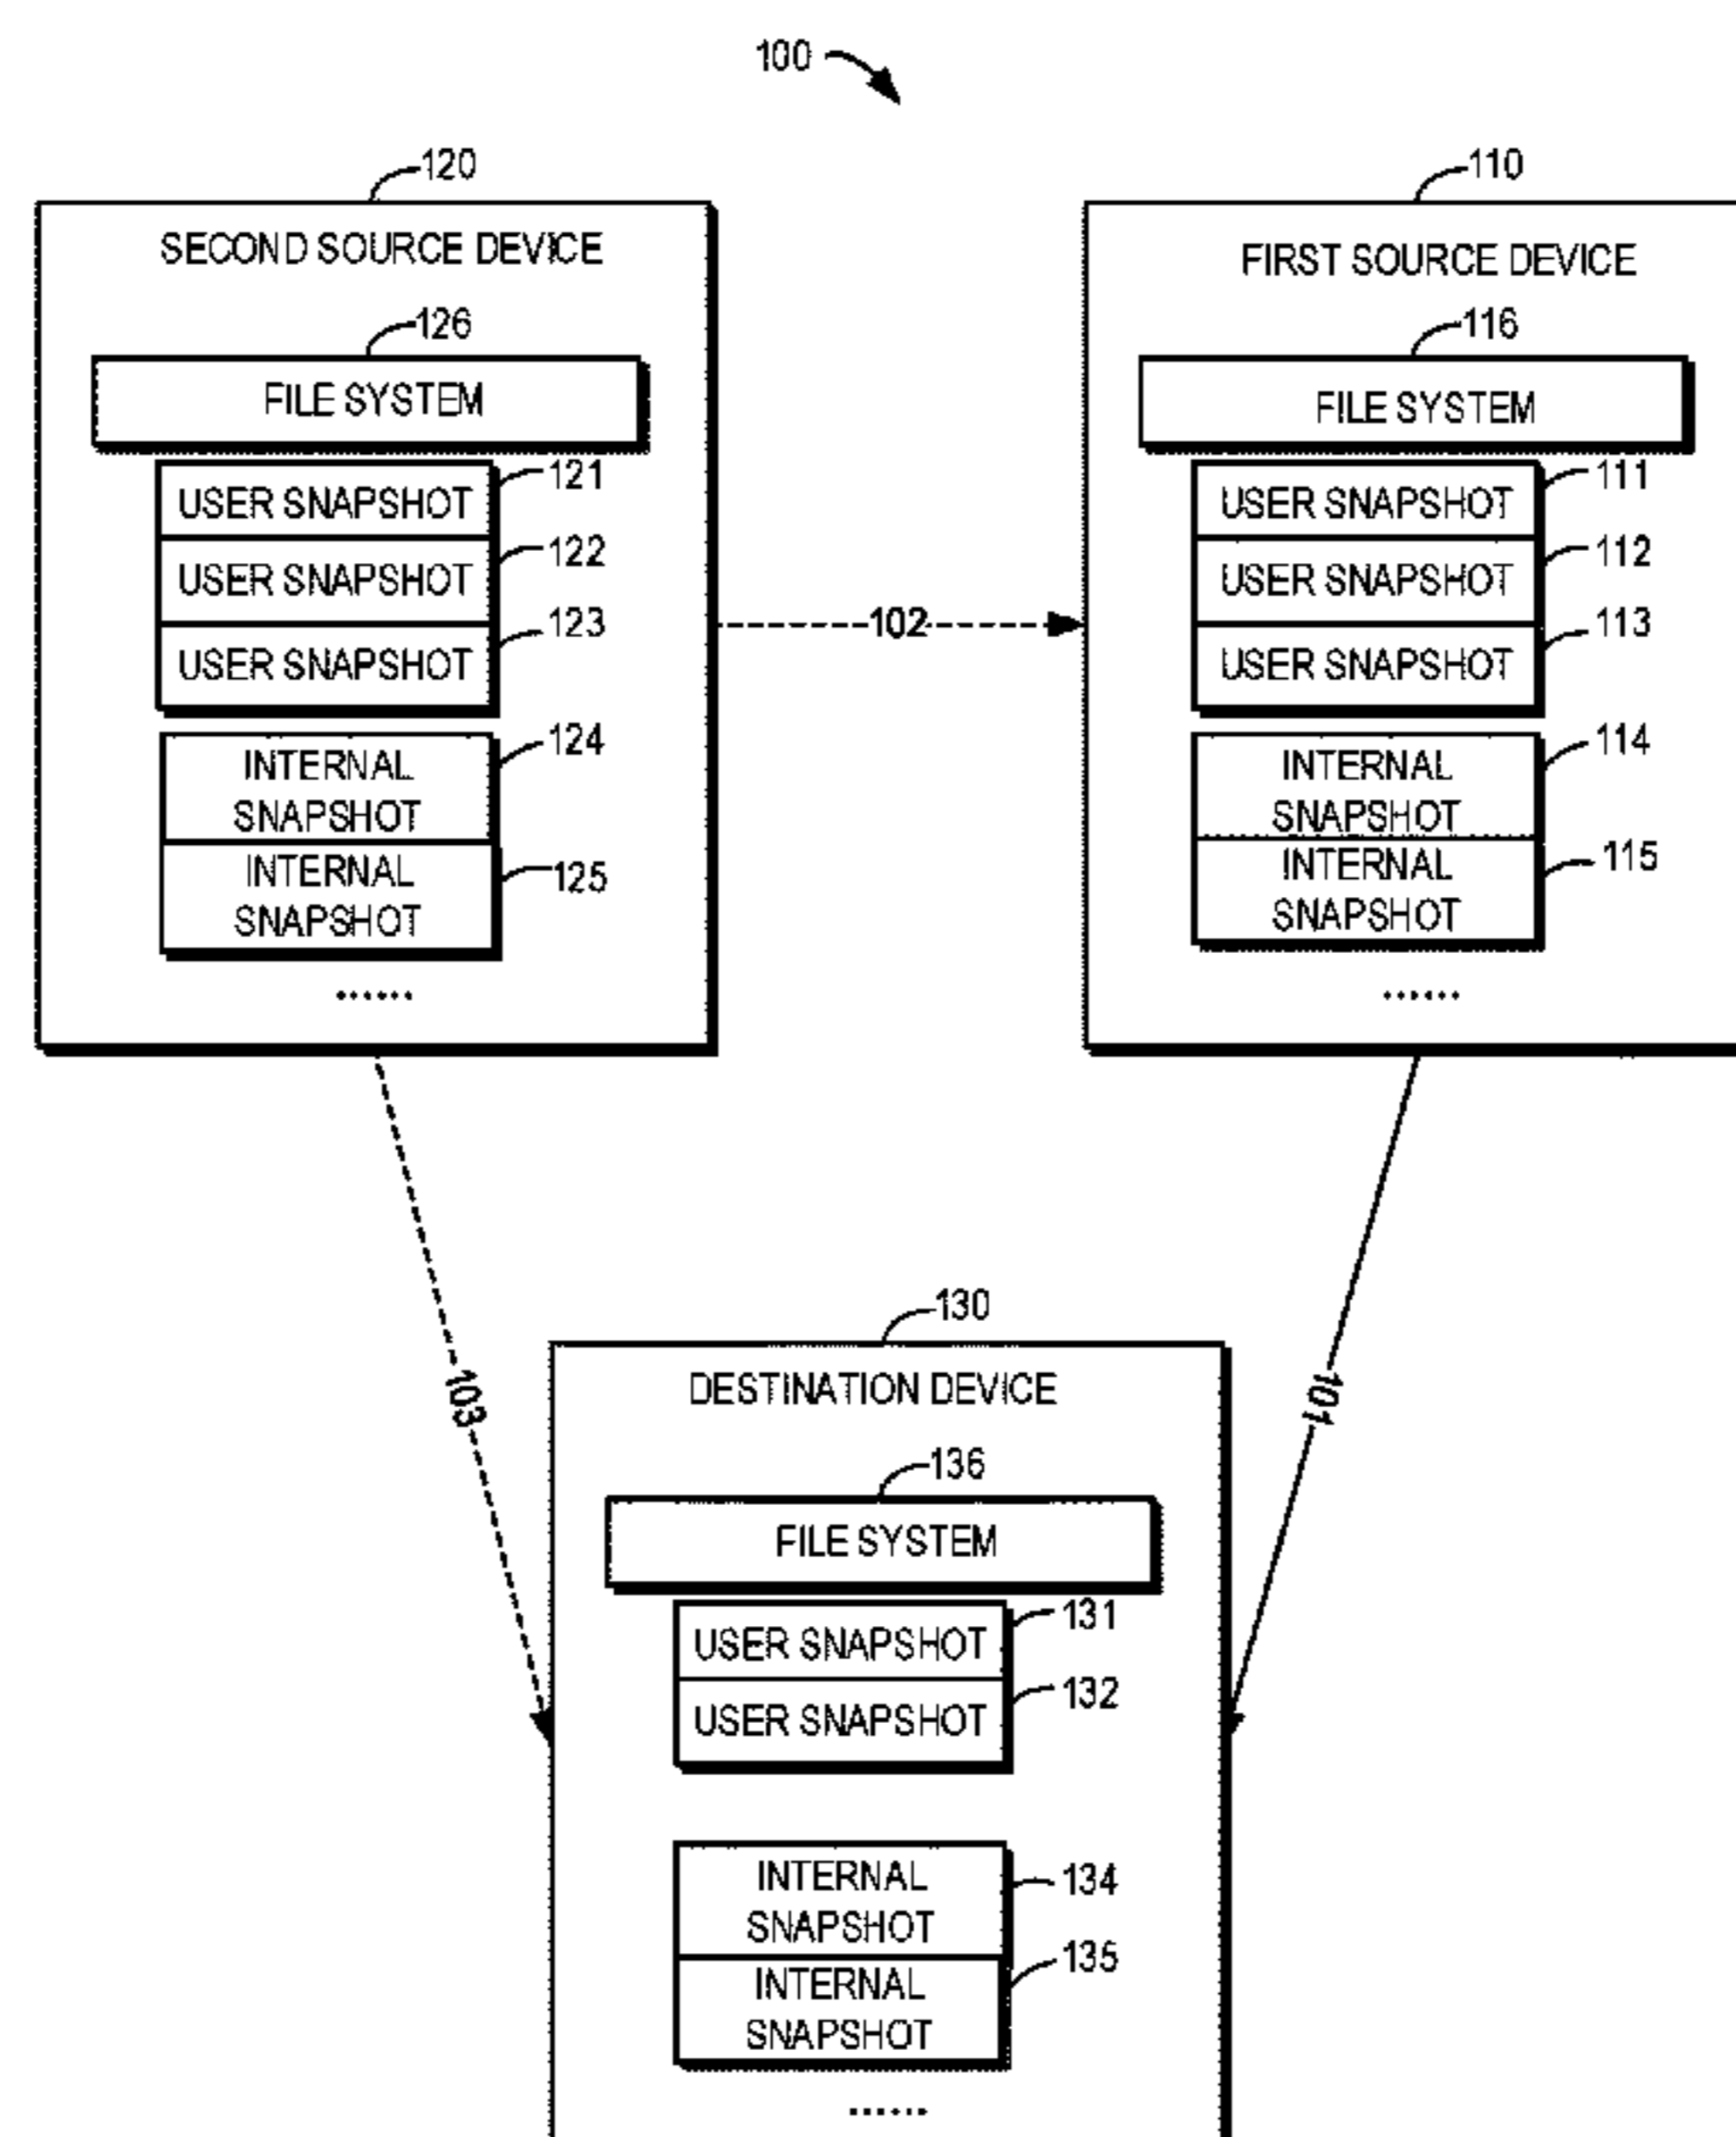 100
120
SECOND SOURCE DEVICE
126
FILE SYSTEM
121
USER SNAPSHOT
122
USER SNAPSHOT
123
USER SNAPSHOT
124
INTERNAL
SNAPSHOT
INTERNAL
125
SNAPSHOT
......
102
110
FIRST SOURCE DEVICE
116
FILE SYSTEM
111
USER SNAPSHOT
112
USER SNAPSHOT
113
USER SNAPSHOT
114
INTERNAL
SNAPSHOT
115
INTERNAL
SNAPSHOT
......
103
101
130
DESTINATION DEVICE
136
FILE SYSTEM
131
USER SNAPSHOT
132
USER SNAPSHOT
INTERNAL
134
SNAPSHOT
135
INTERNAL
SNAPSHOT
......